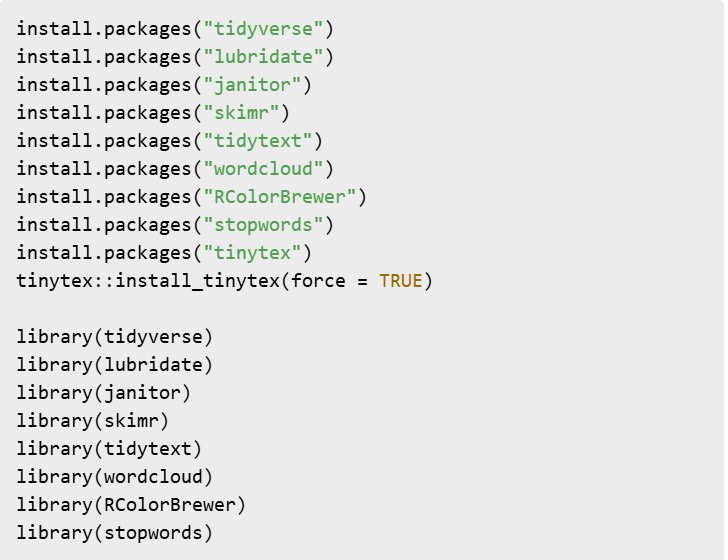 install.packages("tidyverse")
install.packages("lubridate")
install.packages("janitor")
install.packages("skimr")
install.packages("tidytext")
install.packages("wordcloud")
install.packages("RColorBrewer")
install.packages("stopwords")
install.packages("tinytex")
tinytex::install_tinytex(force = TRUE)

library(tidyverse)
library(lubridate)
library(janitor)
library(skimr)
library(tidytext)
library(wordcloud)
library(RColorBrewer)
library(stopwords)